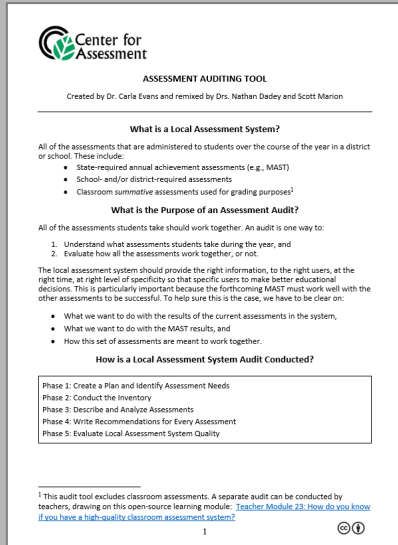 Center for
Assessment
ASSESSMENT AUDITING TOOL
Created by Dr. Carla Evans and remixed by Drs. Nathan Dadey and Scott Marion
What is a Local Assessment System?
All of the assessments that are administered to students over the course of the year in a district
or school. These include:
• State-required annual achievement assessments (e.g., MAST)
• School- and/or district-required assessments
• Classroom summative assessments used for grading purposes1
What is the Purpose of an Assessment Audit?
All of the assessments students take should work together. An audit is one way to:
1. Understand what assessments students take during the year, and
2. Evaluate how all the assessments work together, or not.
The local assessment system should provide the right information, to the right users, at the
right time, at right level of specificity so that specific users to make better educational
decisions. This is particularly important because the forthcoming MAST must work well with the
other assessments to be successful. To help sure this is the case, we have to be clear on:
• What we want to do with the results of the current assessments in the system,
• What we want to do with the MAST results, and
• How this set of assessments are meant to work together.
How is a Local Assessment System Audit Conducted?
Phase 1: Create a Plan and Identify Assessment Needs
Phase 2: Conduct the Inventory
Phase 3: Describe and Analyze Assessments
Phase 4: Write Recommendations for Every Assessment
Phase 5: Evaluate Local Assessment System Quality
1 This audit tool excludes classroom assessments. A separate audit can be conducted by
teachers, drawing on this open-source learning module: Teacher Module 23: How do you know
if you have a high-quality classroom assessment system?
1
cc